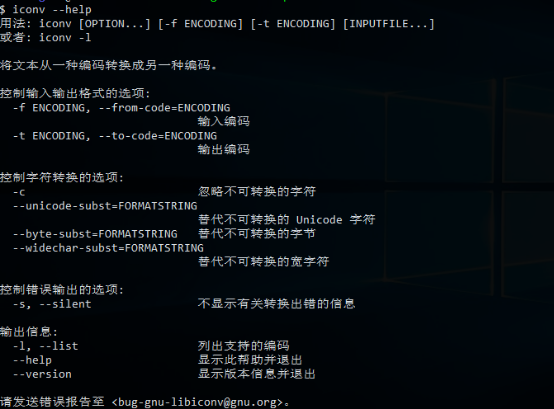 $ iconv --help
用法: iconv [OPTION...] [-f ENCODING] [-t ENCODING] [INPUTFILE...]
或者: iconv -l
将文本从一种编码转换成另一种编码。
控制输入输出格式的选项:
-f ENCODING, --from-code=ENCODING
输入编码
-t ENCODING, --to-code=ENCODING
输出编码
控制字符转换的选项:
-c 忽略不可转换的字符
--unicode-subst=FORMATSTRING
替代不可转换的 Unicode 字符
--byte-subst=FORMATSTRING 替代不可转换的字节
--widechar-subst=FORMATSTRING
替代不可转换的宽字符
控制错误输出的选项:
-s, --silent 不显示有关转换出错的信息
输出信息:
-l, --list 列出支持的编码
--help 显示此帮助并退出
--version 显示版本信息并退出
请发送错误报告至 <bug-gnu-libiconv@gnu.org>。